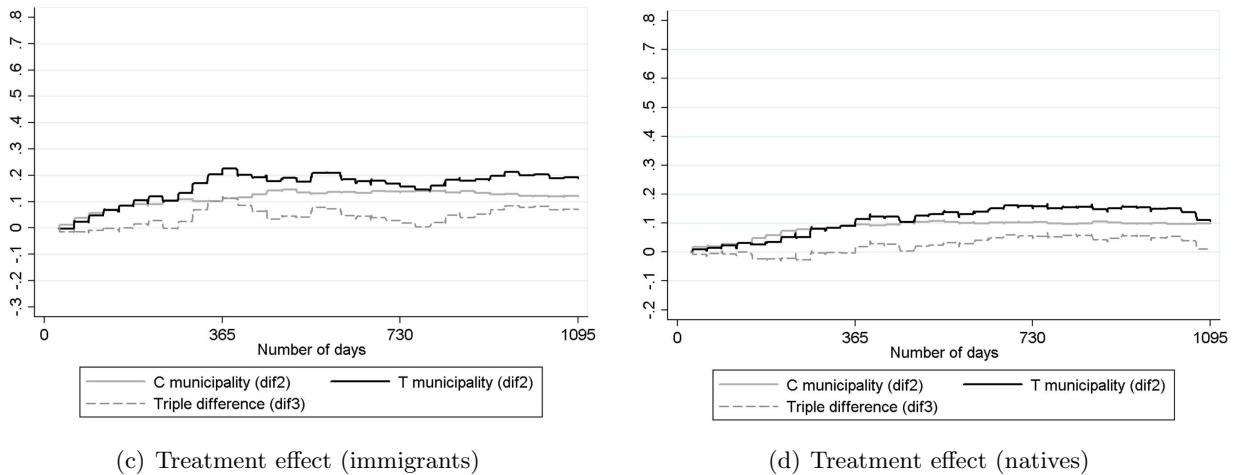 .8
.7
.6
.5
.4
.3
.2
.1
0
-.1
-.2
-.3
0 365 730 1095
Number of days
C municipality (dif2) T municipality (dif2)
Triple difference (dif3)
(c) Treatment effect (immigrants)
.8
.7
.6
.5
.4
.3
.2
.1
0
-.1
-.2
0 365 730 1095
Number of days
C municipality (dif2) T municipality (dif2)
Triple difference (dif3)
(d) Treatment effect (natives)